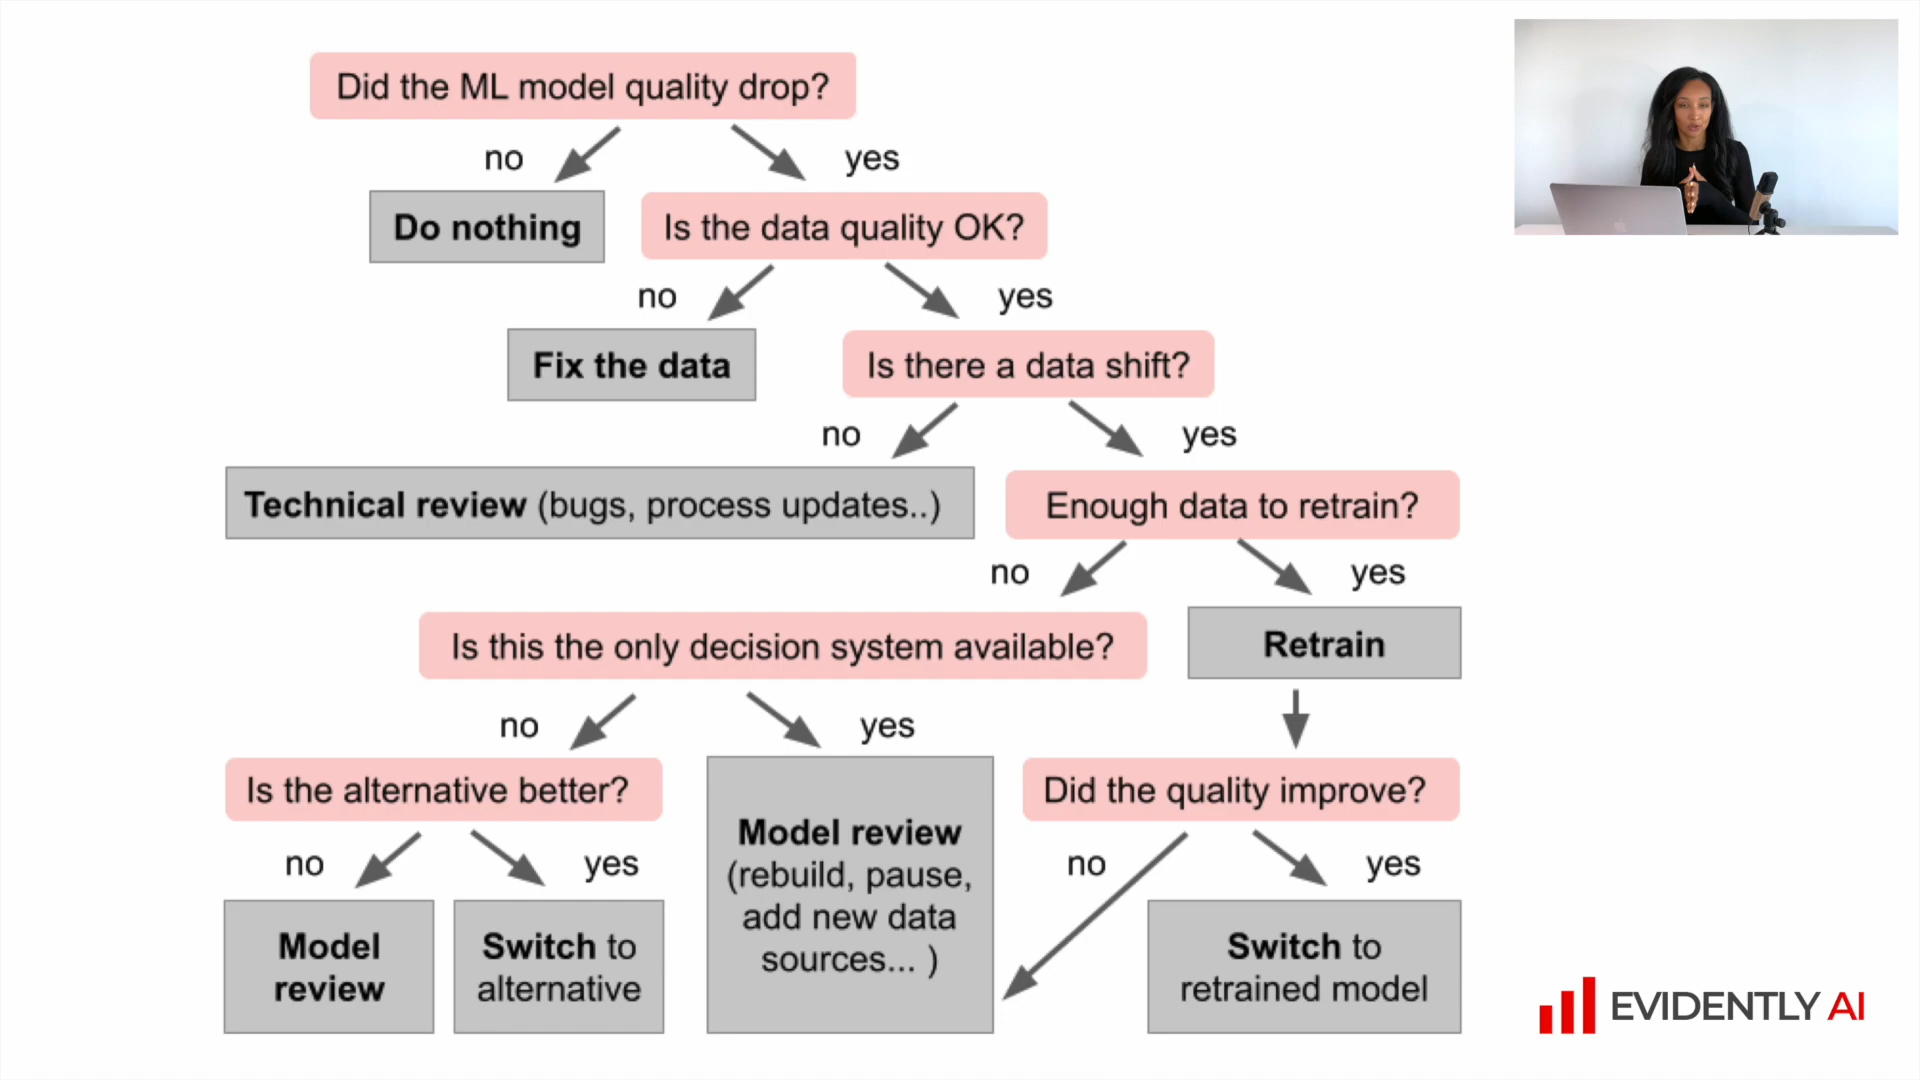 Did the ML model quality drop?
no
yes
Do nothing
Is the data quality OK?
no
yes
Fix the data
Is there a data shift?
no
yes
Technical review (bugs, process updates..)
Enough data to retrain?
no
yes
Is this the only decision system available?
Retrain
no
yes
Is the alternative better?
Did the quality improve?
no
yes
Model review
(rebuild, pause,
add new data
sources... )
no
yes
Model
review
Switch to
alternative
Switch to
retrained model
EVIDENTLY AI